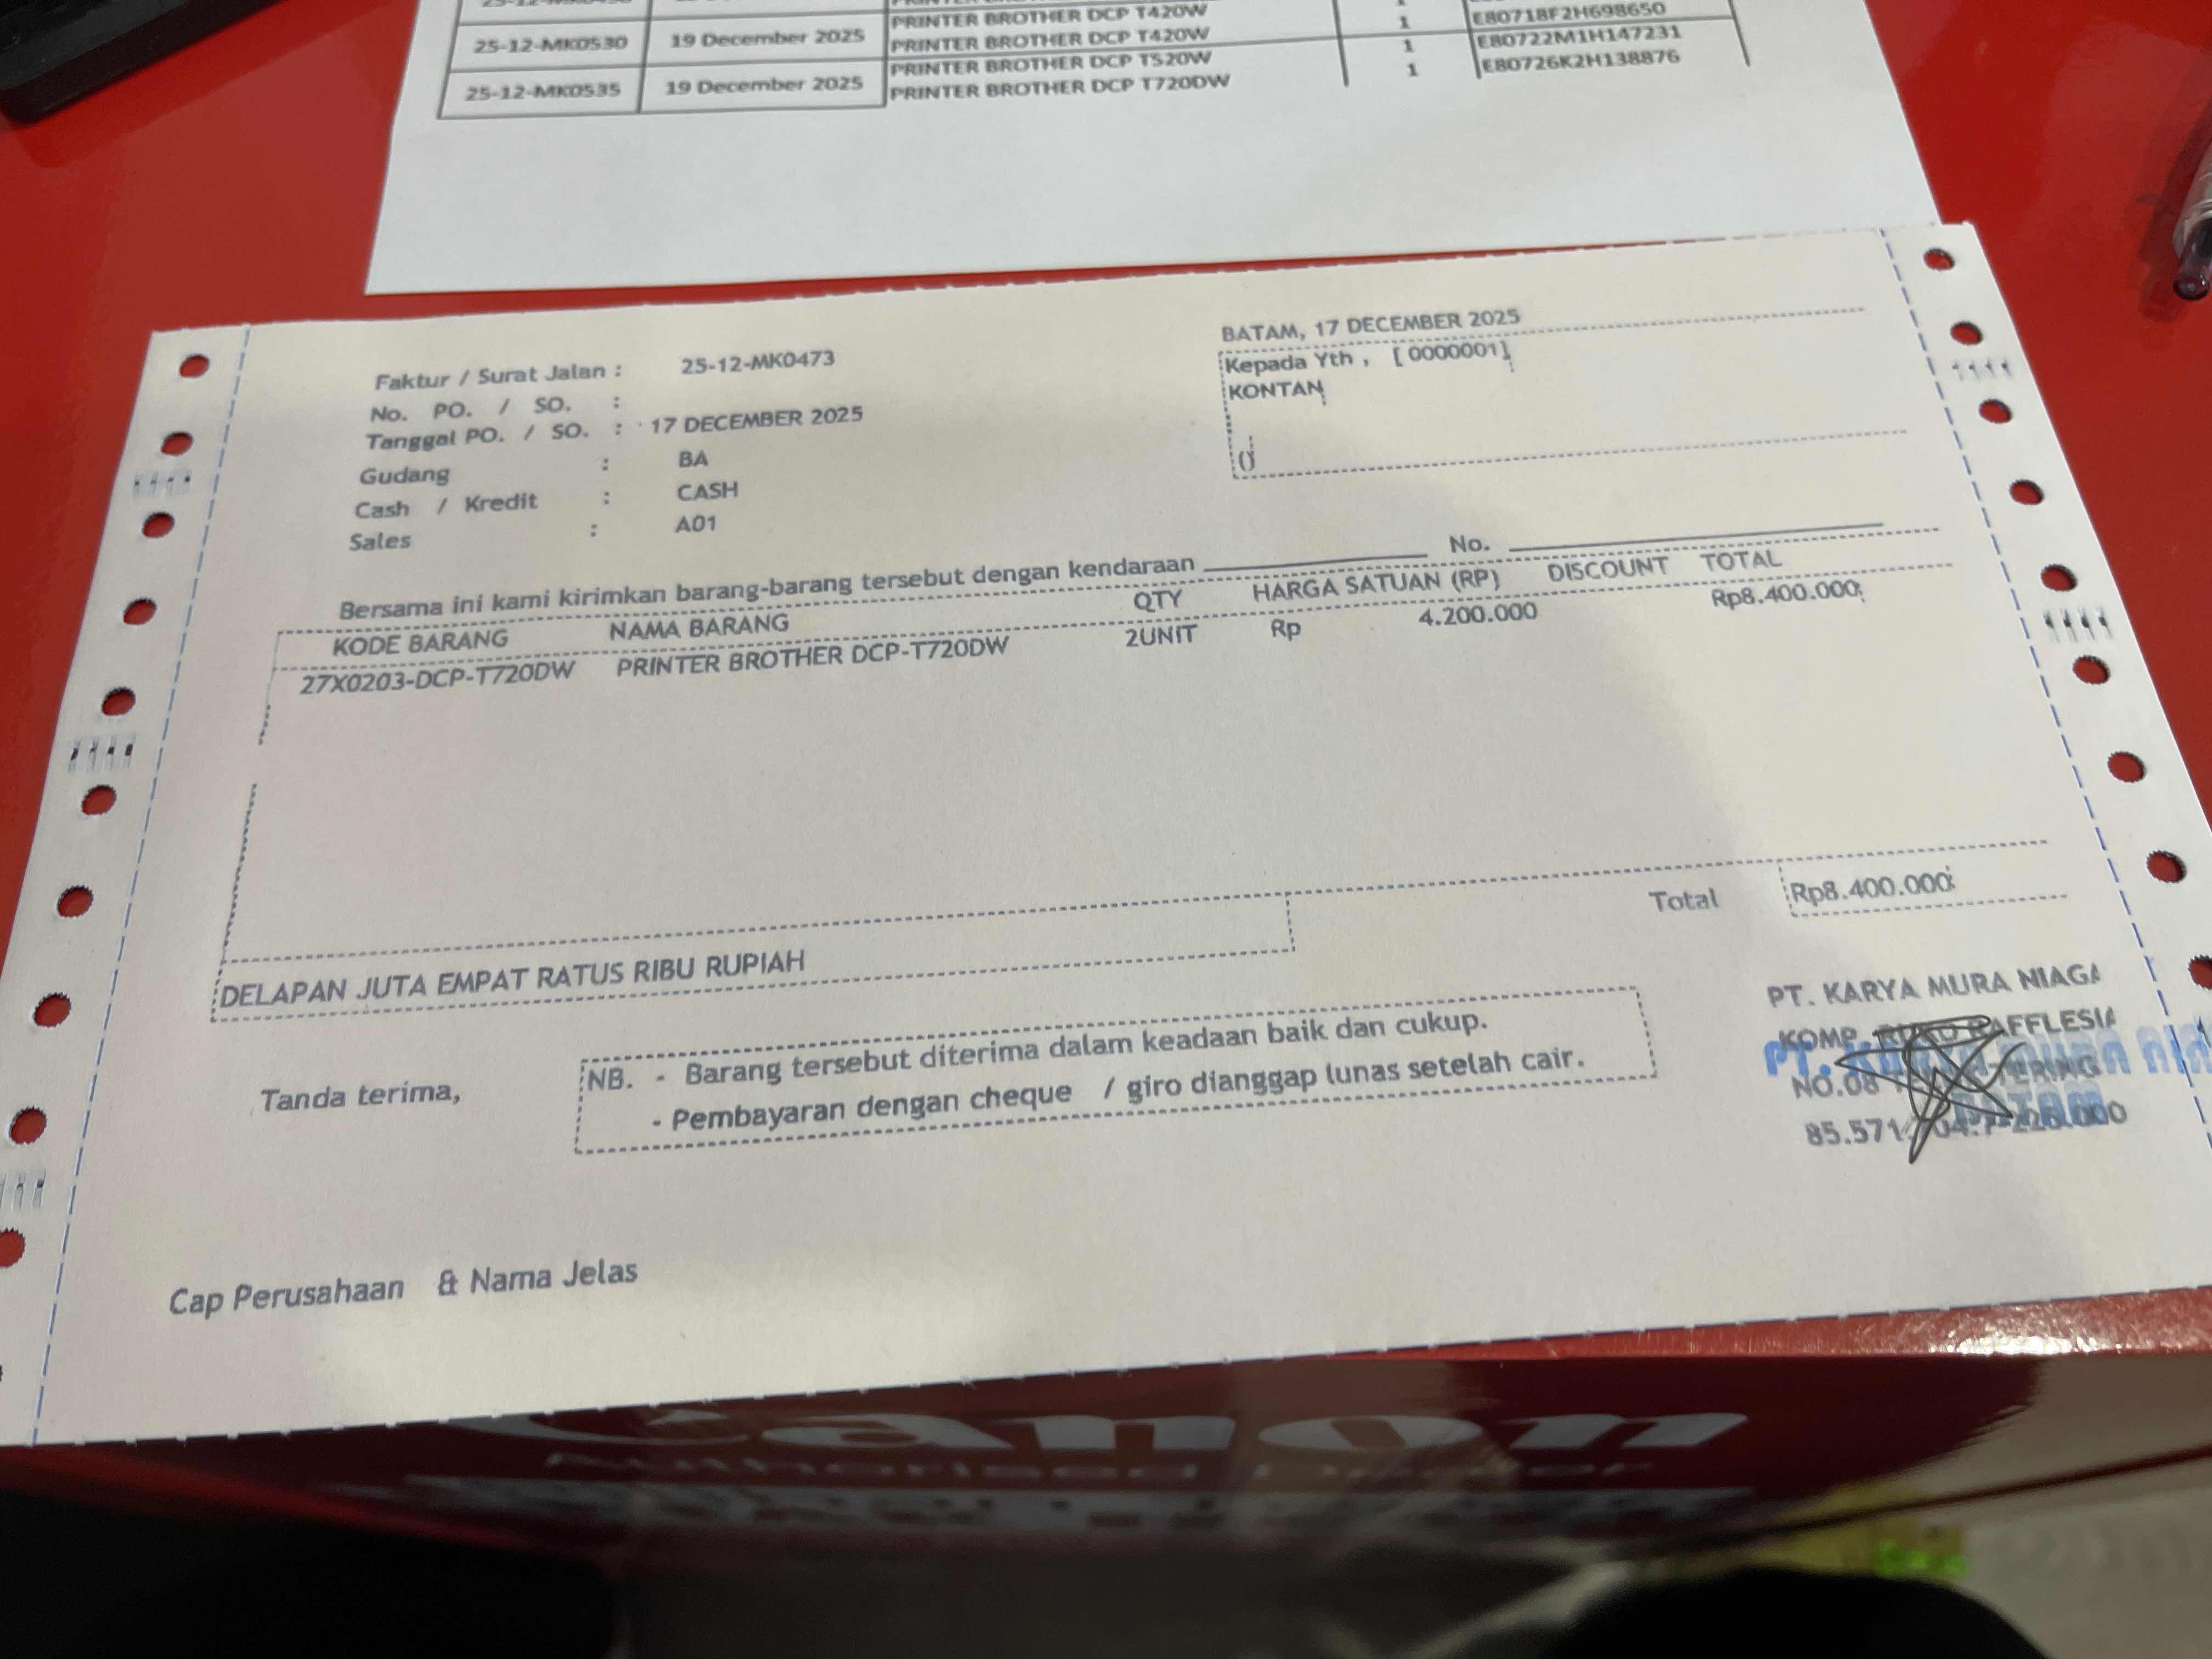 PRINTER BROTHER DCP T420W 1 E80718F2H698650
25-12-MK0530 19 December 2025 PRINTER BROTHER DCP T420W 1 E80722M1H147231
PRINTER BROTHER DCP T520W 1 E80726K2H138876
25-12-MK0535 19 December 2025 PRINTER BROTHER DCP T720DW
BATAM, 17 DECEMBER 2025
Kepada Yth , [ 0000001]
KONTAN
()
Faktur / Surat Jalan : 25-12-MK0473
No. PO. / SO. :
Tanggal PO. / SO. : 17 DECEMBER 2025
Gudang : BA
Cash / Kredit : CASH
Sales : A01
Bersama ini kami kirimkan barang-barang tersebut dengan kendaraan No.
KODE BARANG NAMA BARANG QTY HARGA SATUAN (RP) DISCOUNT TOTAL
27X0203-DCP-T720DW PRINTER BROTHER DCP-T720DW 2UNIT Rp 4.200.000 Rp8.400.000
Total Rp8.400.000
DELAPAN JUTA EMPAT RATUS RIBU RUPIAH
Tanda terima,
NB. - Barang tersebut diterima dalam keadaan baik dan cukup.
- Pembayaran dengan cheque / giro dianggap lunas setelah cair.
PT. KARYA MURA NIAGA
KOMP. RAFFLESIA
NO.08
Cap Perusahaan & Nama Jelas
Canon